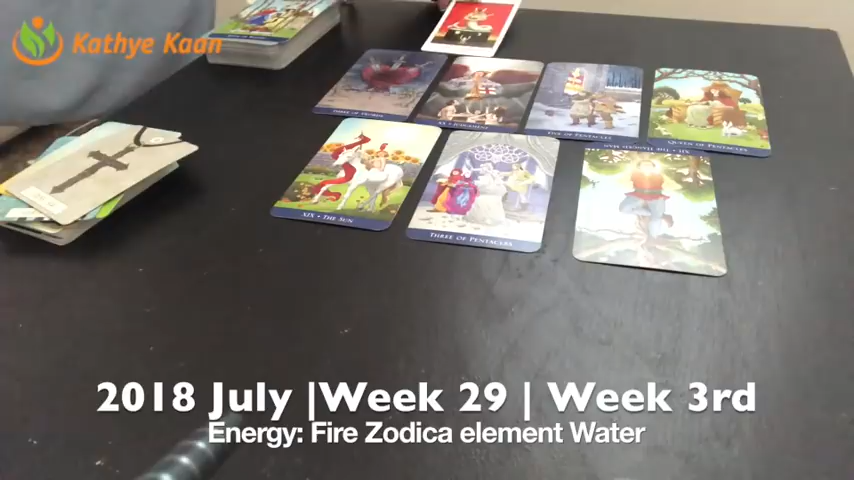 Kathye Kaan
THREE OF SWORDS
XX • JUDGEMENT
FIVE OF PENTACLES
QUEEN OF PENTACLES
XII • THE HANGED MAN
XIX • THE SUN
THREE OF PENTACLES
2018 July |Week 29 | Week 3rd
Energy: Fire Zodica element Water